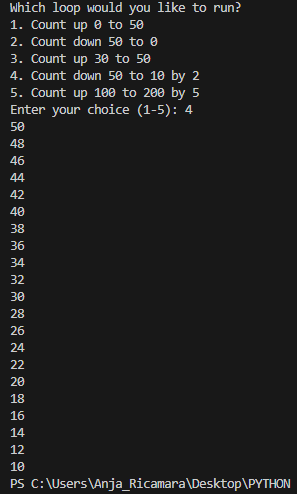 Which loop would you like to run?
1. Count up 0 to 50
2. Count down 50 to 0
3. Count up 30 to 50
4. Count down 50 to 10 by 2
5. Count up 100 to 200 by 5
Enter your choice (1-5): 4
50
48
46
44
42
40
38
36
34
32
30
28
26
24
22
20
18
16
14
12
10
PS C:\Users\Anja_Ricamara\Desktop\PYTHON